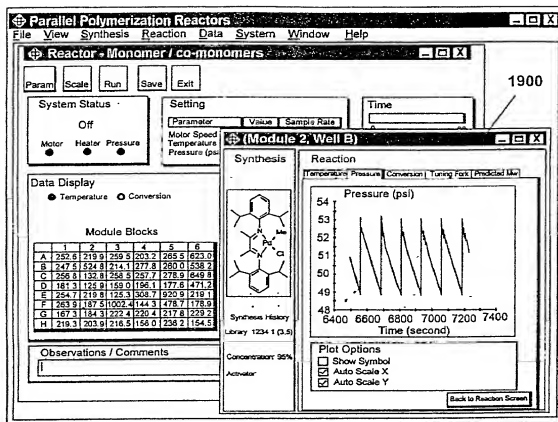 Parallel Polymerization Reactors
File View Synthesis Reaction Data System Window Help
Reactor - Monomer / co-monomers
1900
Param Scale Run Save Exit
System Status
Off
Motor Heater Pressure
Setting
Parameter Value Sample Rate
Motor Speed
Temperature
Pressure (psi
Time
(Module 2, Well B)
Synthesis
Reaction
Temperature Pressure Conversion Tuning Fork Predicted Mw
Data Display
Temperature Conversion
Module Blocks
1 2 3 4 5 6
A 252.6 219.9 259.5 203.2 265.5 623.0
B 247.5 524.8 214.1 277.8 260.0 538.2
C 256.8 132.8 258.5 257.7 278.9 649.8
D 181.3 125.9 159.0 196.1 177.6 471.2
E 254.7 219.8 125.3 308.7 920.9 219.1
F 263.9 187.5 1002.4 144.3 478.7 178.9
G 167.3 184.3 222.4 220.4 217.8 229.2
H 219.3 203.9 216.5 156.0 236.2 154.5
Observations / Comments
N
N
Pd
Me
Cl
Synthesis History
Library 1234 1 (3.5)
Concentration: 95%
Activator
Pressure (psi)
54
53
52
51
50
49
48
6400 6600 6800 7000 7200 7400
Time (second)
Plot Options
Show Symbol
Auto Scale X
Auto Scale Y
Back to Reaction Screen